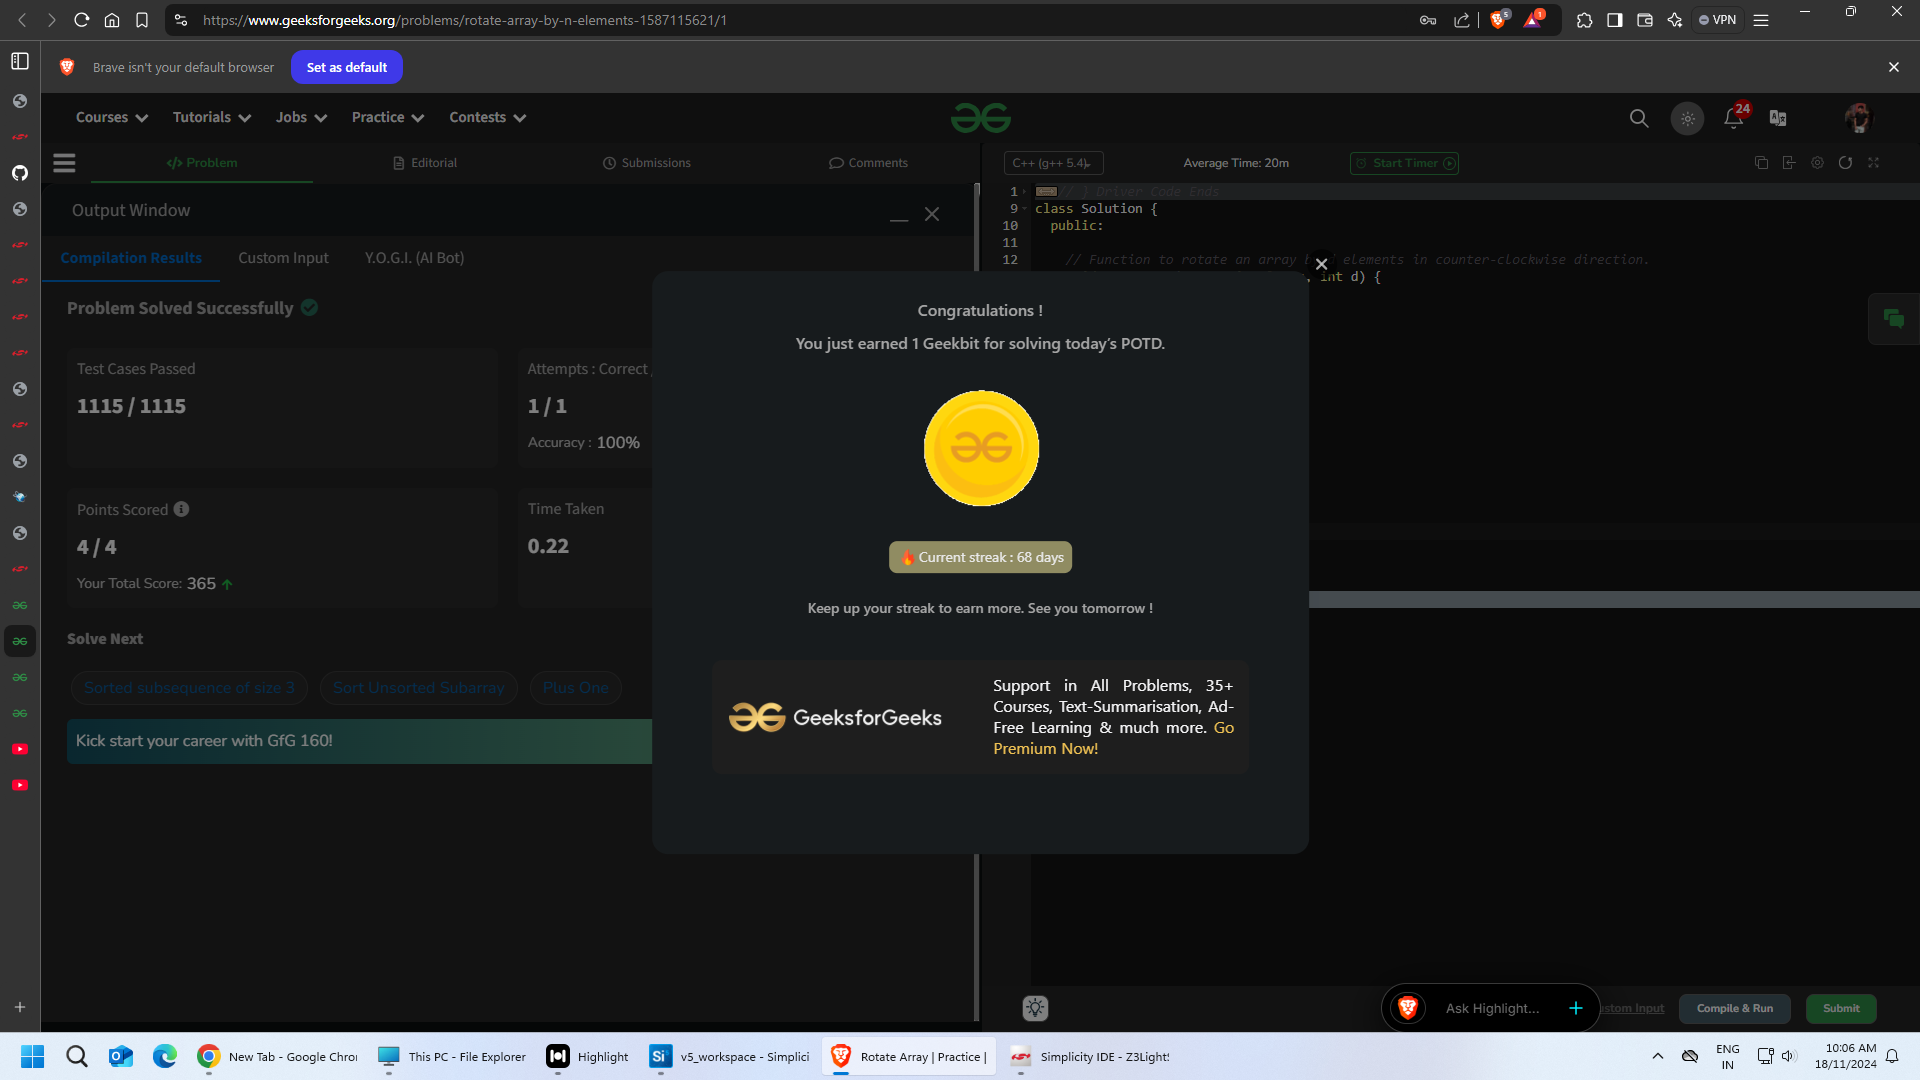 https://www.geeksforgeeks.org/problems/rotate-array-by-n-elements-1587115621/1
5
1
VPN
Brave isn't your default browser
Set as default
Courses
Tutorials
Jobs
Practice
Contests
24
Problem
Editorial
Submissions
Comments
C++ (g++ 5.4)
Average Time: 20m
Start Timer
Output Window
Compilation Results
Custom Input
Y.O.G.I. (AI Bot)
Problem Solved Successfully
Test Cases Passed
1115 / 1115
Attempts : Correct
1 / 1
Accuracy : 100%
Points Scored
4 / 4
Your Total Score: 365
Time Taken
0.22
Solve Next
Sorted subsequence of size 3
Sort Unsorted Subarray
Plus One
Kick start your career with GfG 160!
1 // } Driver Code Ends
9 class Solution {
10 public:
11
12 // Function to rotate an array elements in counter-clockwise direction.
, int d) {
Congratulations !
You just earned 1 Geekbit for solving today's POTD.
Current streak : 68 days
Keep up your streak to earn more. See you tomorrow !
GeeksforGeeks
Support in All Problems, 35+
Courses, Text-Summarisation, Ad-
Free Learning & much more. Go
Premium Now!
Ask Highlight...
stom Input
Compile & Run
Submit
New Tab - Google Chro
This PC - File Explorer
Highlight
Si
v5_workspace - Simplici
Rotate Array | Practice |
Simplicity IDE - Z3Light
ENG
IN
10:06 AM
18/11/2024